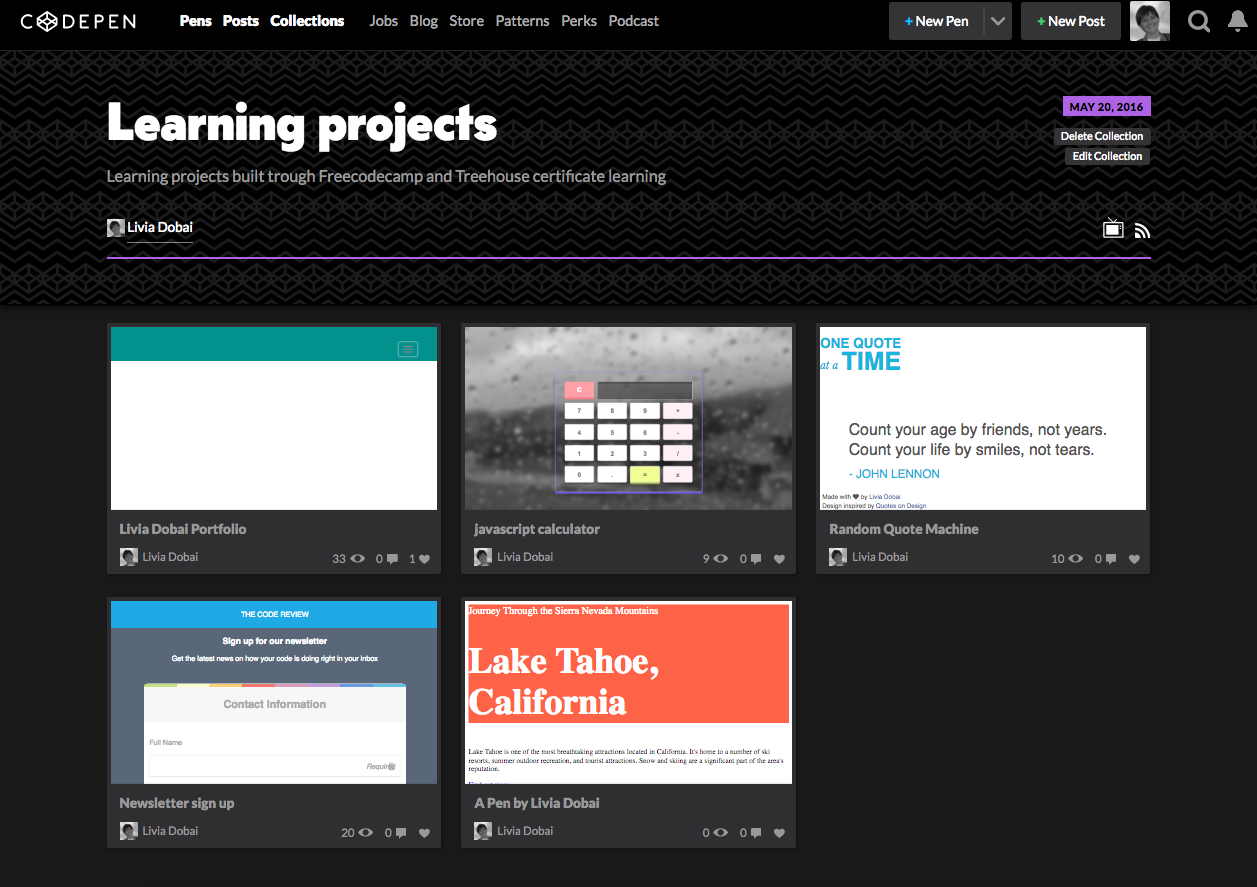 CODEPEN Pens Posts Collections Jobs Blog Store Patterns Perks Podcast + New Pen + New Post
Learning projects
MAY 20, 2016
Delete Collection
Edit Collection
Learning projects built trough Freecodecamp and Treehouse certificate learning
Livia Dobai
C
7 8 9 +
4 5 6 -
1 2 3 /
0 . = x
ONE QUOTE
at a TIME
Count your age by friends, not years.
Count your life by smiles, not tears.
- JOHN LENNON
Made with ♥ by Livia Dobai
Design inspired by Quotes on Design
Livia Dobai Portfolio
Livia Dobai 33 0 1
javascript calculator
Livia Dobai 9 0
Random Quote Machine
Livia Dobai 10 0
THE CODE REVIEW
Sign up for our newsletter
Get the latest news on how your code is doing right in your inbox
Contact Information
Full Name
Journey Through the Sierra Nevada Mountains
Lake Tahoe,
California
Lake Tahoe is one of the most breathtaking attractions located in California. It's home to a number of ski
resorts, summer outdoor recreation, and tourist attractions. Snow and skiing are a significant part of the area's
reputation.
Newsletter sign up
Livia Dobai 20 0
A Pen by Livia Dobai
Livia Dobai 0 0